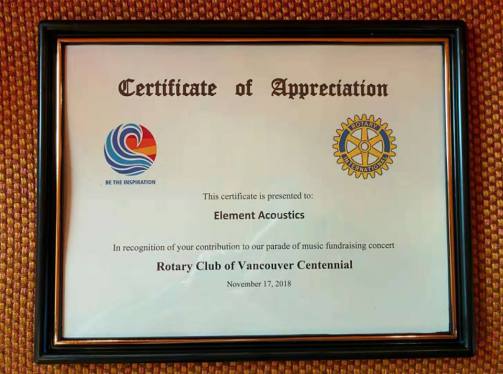 Certificate of Appreciation
BE THE INSPIRATION
ROTARY
INTERNATIONAL
This certificate is presented to:
Element Acoustics
In recognition of your contribution to our parade of music fundraising concert
Rotary Club of Vancouver Centennial
November 17, 2018